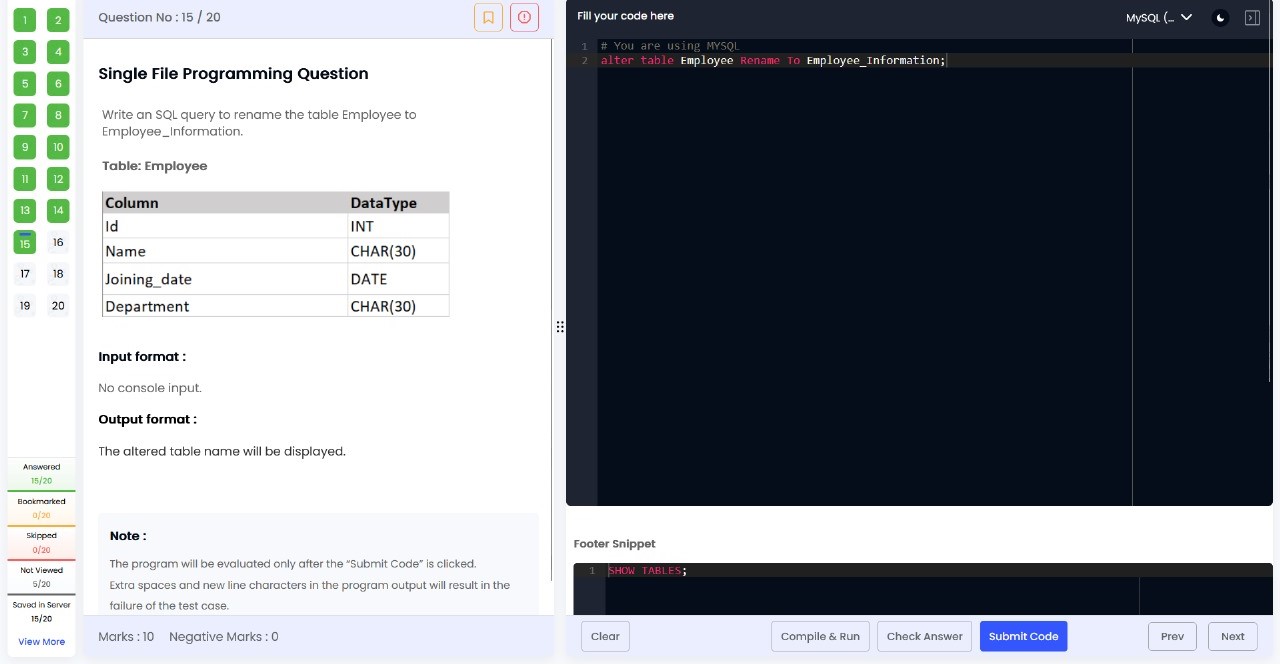 1 2
3 4
5 6
7 8
9 10
11 12
13 14
15 16
17 18
19 20
Answered
15/20
Bookmarked
0/20
Skipped
0/20
Not Viewed
5/20
Saved in Server
15/20
View More
Question No : 15 / 20
Single File Programming Question
Write an SQL query to rename the table Employee to
Employee_Information.
Table: Employee
Column DataType
Id INT
Name CHAR(30)
Joining_date DATE
Department CHAR(30)
Input format :
No console input.
Output format :
The altered table name will be displayed.
Note :
The program will be evaluated only after the “Submit Code” is clicked.
Extra spaces and new line characters in the program output will result in the
failure of the test case.
Marks : 10 Negative Marks : 0
Fill your code here
MySQL (...
1 # You are using MYSQL
2 alter table Employee Rename To Employee_Information;
Footer Snippet
1 SHOW TABLES;
Clear Compile & Run Check Answer Submit Code Prev Next